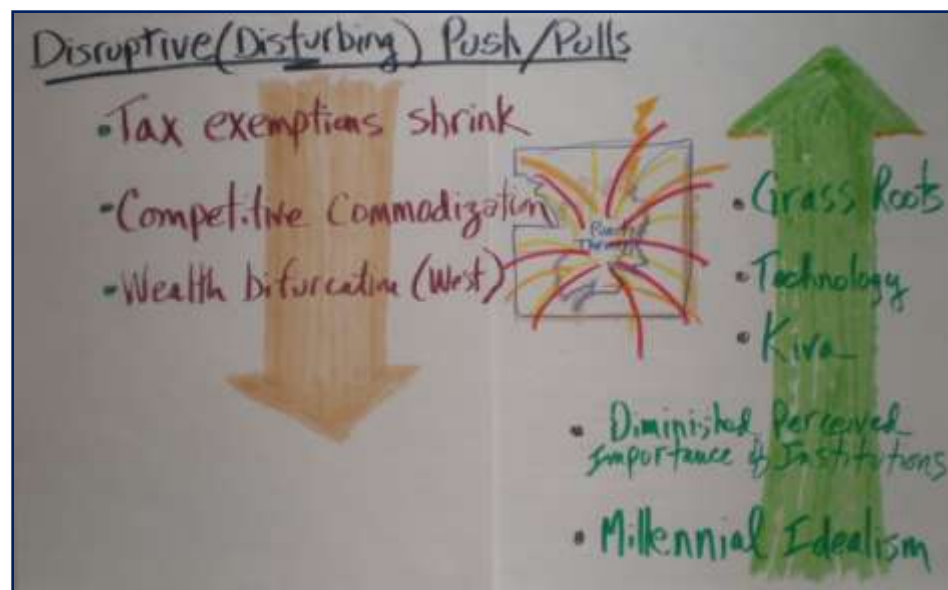 Disruptive (Disturbing) Push/Pulls
• Tax exemptions shrink
• Competitive Commodization
• Wealth bifurcation (West)
Through
• Grass Roots
• Technology
• Kiva
• Diminished Perceived
Importance of Institutions
• Millennial Idealism